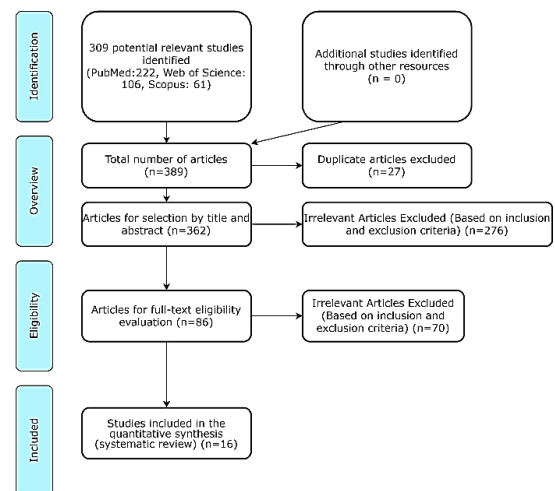 Identification
309 potential relevant studies
identified
(PubMed:222, Web of Science:
106, Scopus: 61)
Additional studies identified
through other resources
(n = 0)
Overview
Total number of articles
(n=389)
Duplicate articles excluded
(n=27)
Articles for selection by title and
abstract (n=362)
Irrelevant Articles Excluded (Based on inclusion
and exclusion criteria) (n=276)
Eligibility
Articles for full-text eligibility
evaluation (n=86)
Irrelevant Articles Excluded
(Based on inclusion and
exclusion criteria) (n=70)
Included
Studies included in the
quantitative synthesis
(systematic review) (n=16)